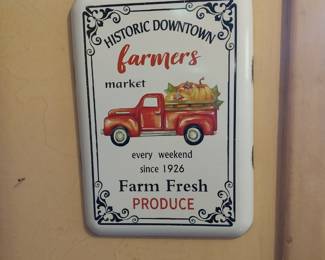 HISTORIC DOWNTOWN
farmers
market
every weekend
since 1926
Farm Fresh
PRODUCE